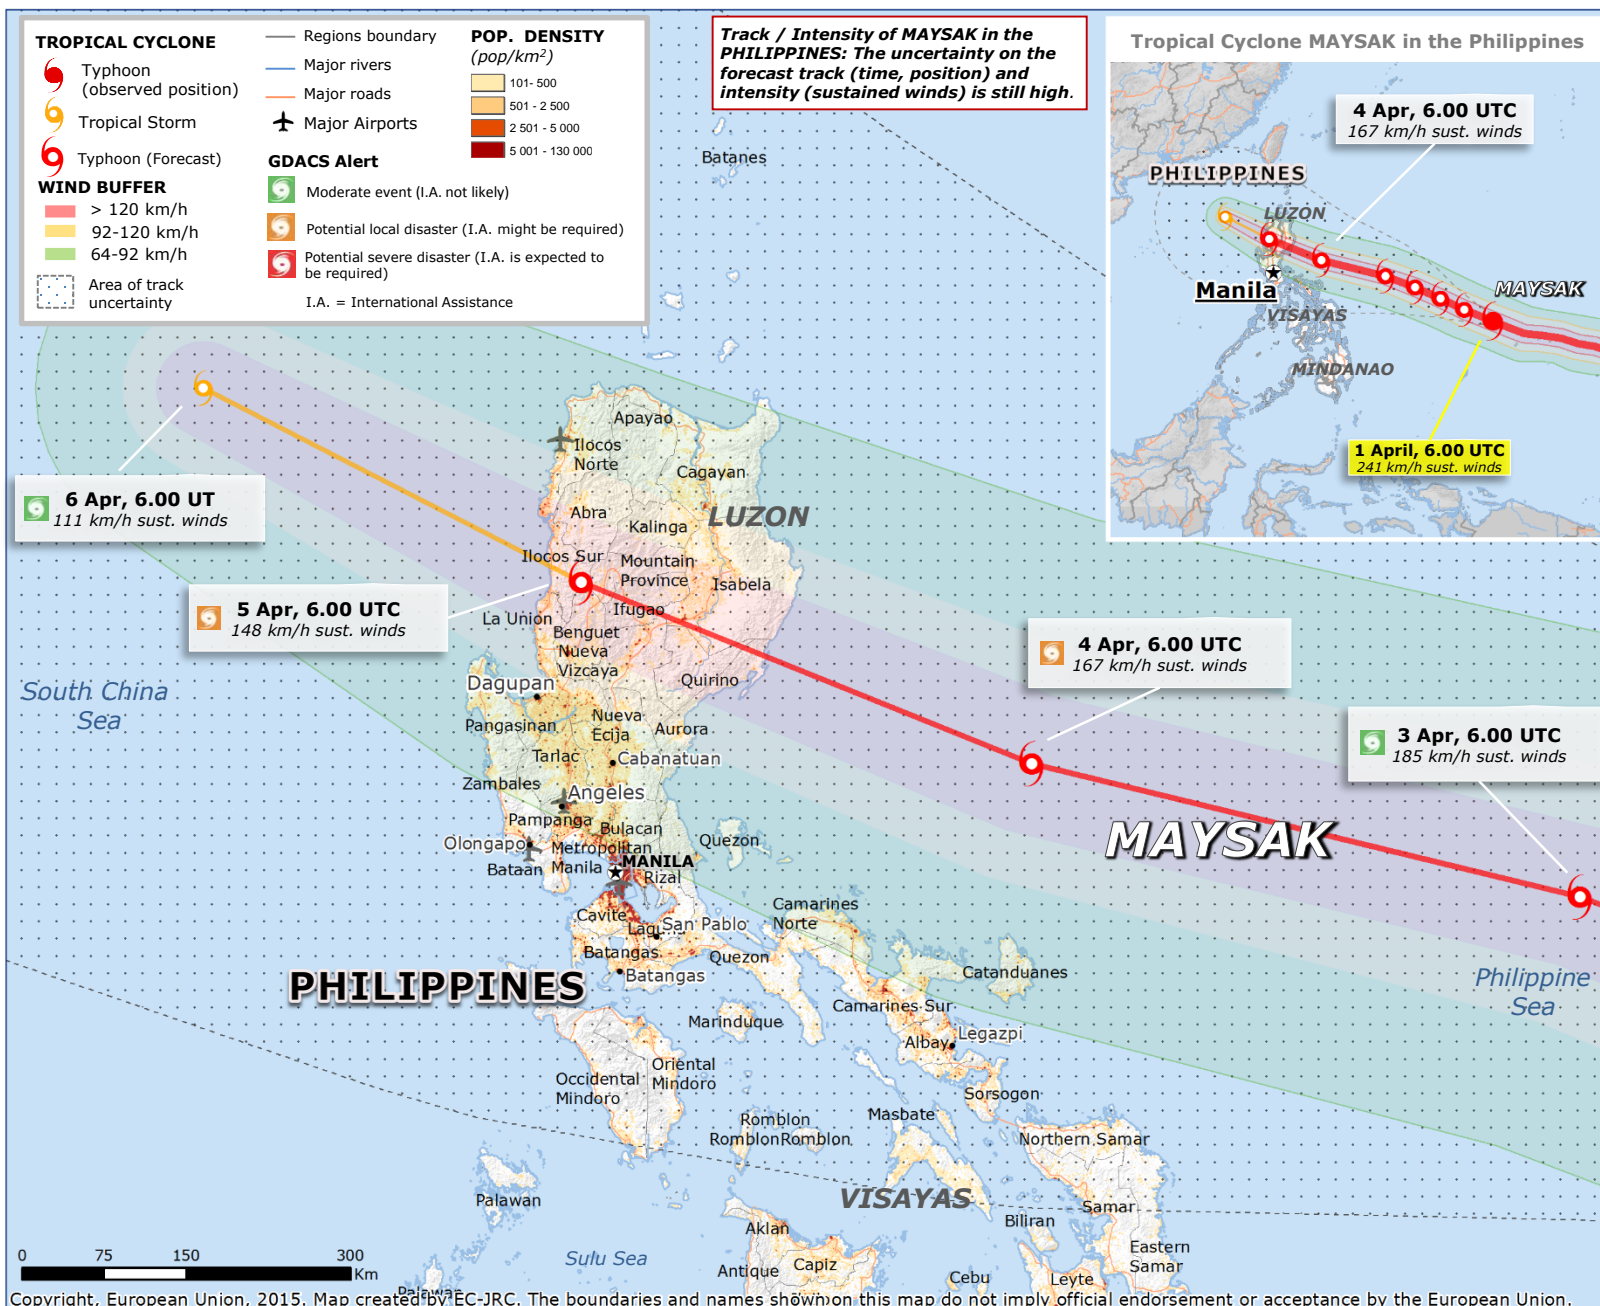 TROPICAL CYCLONE
Typhoon
(observed position)
Tropical Storm
Typhoon (Forecast)
WIND BUFFER
> 120 km/h
92-120 km/h
64-92 km/h
Area of track
uncertainty
Regions boundary
Major rivers
Major roads
Major Airports
GDACS Alert
Moderate event (I.A. not likely)
Potential local disaster (I.A. might be required)
Potential severe disaster (I.A. is expected to
be required)
I.A. = International Assistance
POP. DENSITY
(pop/km²)
101- 500
501 - 2 500
2 501 - 5 000
5 001 - 130 000
Track / Intensity of MAYSAK in the
PHILIPPINES: The uncertainty on the
forecast track (time, position) and
intensity (sustained winds) is still high.
Tropical Cyclone MAYSAK in the Philippines
4 Apr, 6.00 UTC
167 km/h sust. winds
PHILIPPINES
LUZON
Manila
MAYSAK
VISAYAS
MINDANAO
1 April, 6.00 UTC
241 km/h sust. winds
Batanes
Apayao
Ilocos
Norte
Cagayan
Abra
Kalinga
LUZON
Ilocos Sur
Mountain
Province
Isabela
Ifugao
La Union
Benguet
Nueva
Vizcaya
Quirino
Dagupan
Pangasinan
Nueva
Ecija
Aurora
Tarlac
Cabanatuan
Zambales
Angeles
Pampanga
Bulacan
Quezon
Olongapo
Metropolitan
Manila
MANILA
Bataan
Rizal
Cavite
Laguna
San Pablo
Camarines
Norte
Batangas
Quezon
Batangas
Catanduanes
PHILIPPINES
Camarines Sur
Marinduque
Albay
Legazpi
Occidental
Mindoro
Oriental
Mindoro
Sorsogon
Masbate
Romblon
RomblonRomblon
Northern Samar
Palawan
VISAYAS
Samar
Biliran
Aklan
Eastern
Samar
Antique
Capiz
Cebu
Leyte
Sulu Sea
Palawan
6 Apr, 6.00 UT
111 km/h sust. winds
5 Apr, 6.00 UTC
148 km/h sust. winds
4 Apr, 6.00 UTC
167 km/h sust. winds
3 Apr, 6.00 UTC
185 km/h sust. winds
MAYSAK
South China
Sea
Philippine
Sea
0 75 150 300
Km
Copyright, European Union, 2015. Map created by EC-JRC. The boundaries and names shown on this map do not imply official endorsement or acceptance by the European Union.